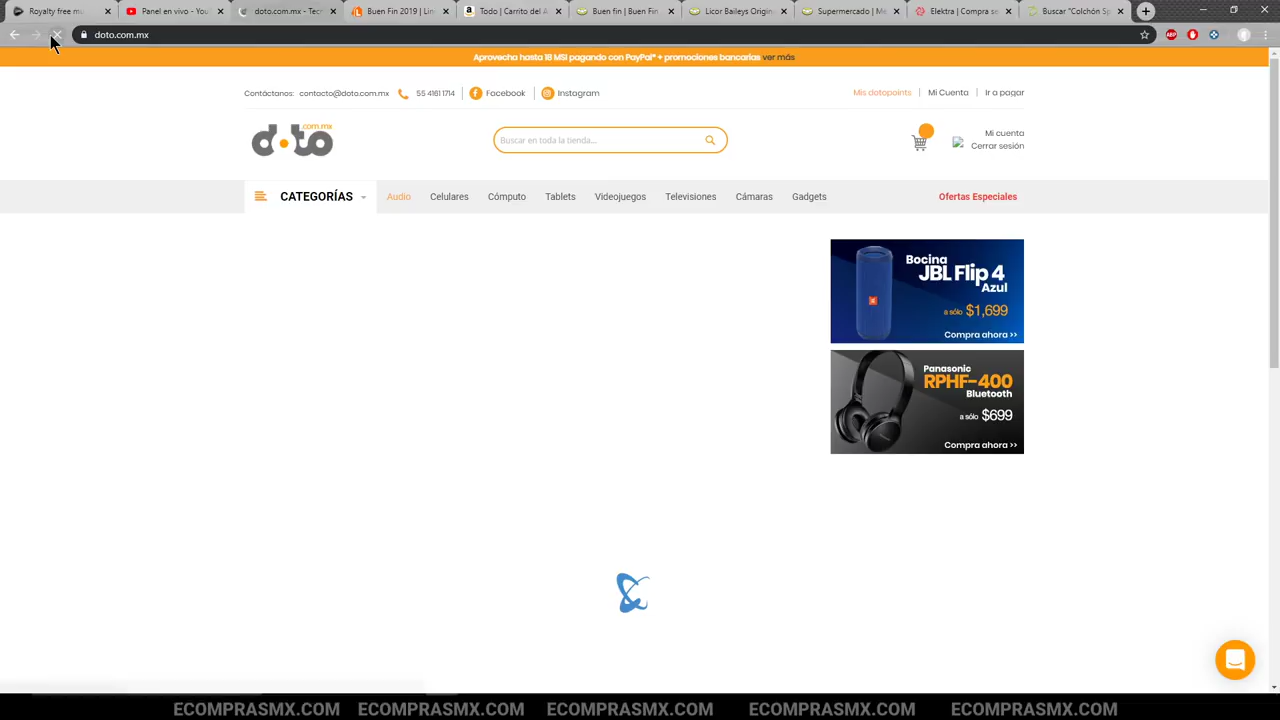 Royalty free mu
Panel en vivo - You
doto.com.mx - Tec
Buen Fin 2019 | Lin
Todo | Carrito del A
Buen fin | Buen Fin
Licor Baileys Origin
Supermercado | Me
Elektra | Compra se
Buscar "Colchón Sp
doto.com.mx
Aprovecha hasta 18 MSI pagando con PayPal* + promociones bancarias ver más
Contáctanos: contacto@doto.com.mx 55 4161 1714 Facebook Instagram
Mis dotopoints Mi Cuenta Ir a pagar
doto .com.mx
Buscar en toda la tienda...
Mi cuenta
Cerrar sesión
CATEGORÍAS Audio Celulares Cómputo Tablets Videojuegos Televisiones Cámaras Gadgets Ofertas Especiales
Bocina
JBL Flip 4
Azul
a sólo $1,699
Compra ahora >>
Panasonic
RPHF-400
Bluetooth
a sólo $699
Compra ahora >>
ECOMPRASMX.COM ECOMPRASMX.COM ECOMPRASMX.COM ECOMPRASMX.COM ECOMPRASMX.COM